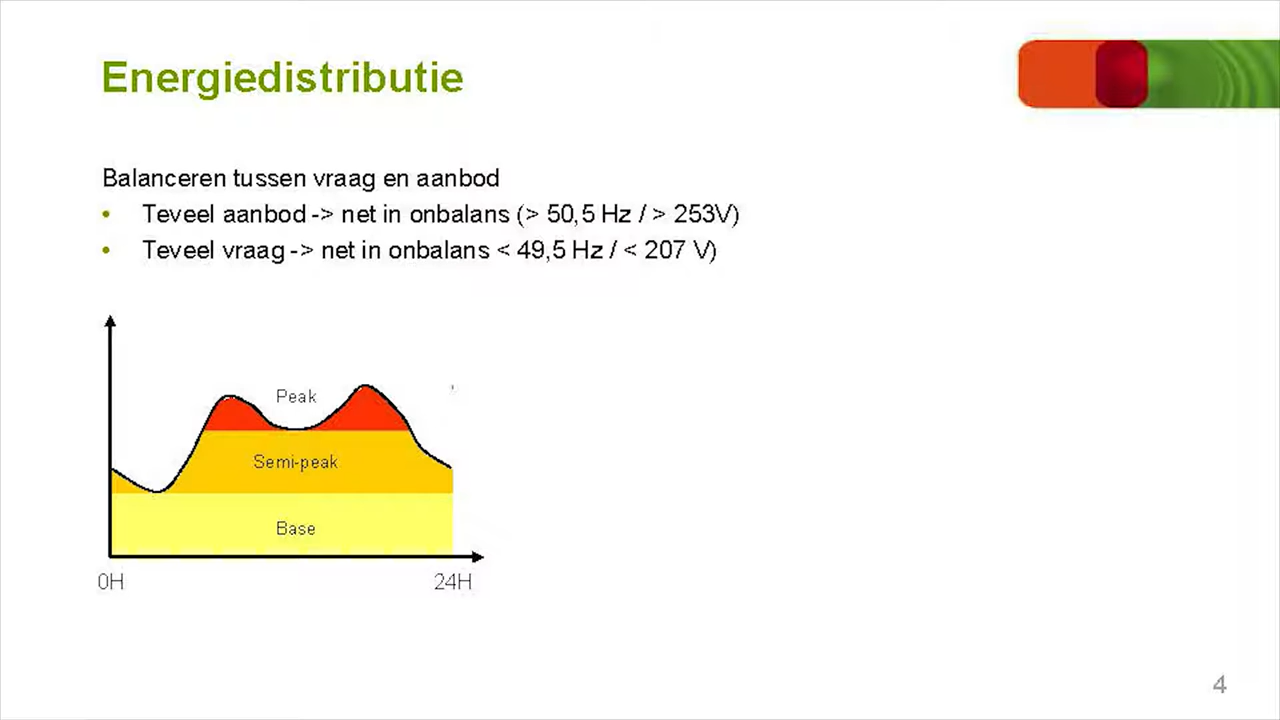 Energiedistributie
Balanceren tussen vraag en aanbod
• Teveel aanbod -> net in onbalans (> 50,5 Hz / > 253V)
• Teveel vraag -> net in onbalans < 49,5 Hz / < 207 V)
Peak
Semi-peak
Base
0H 24H
4